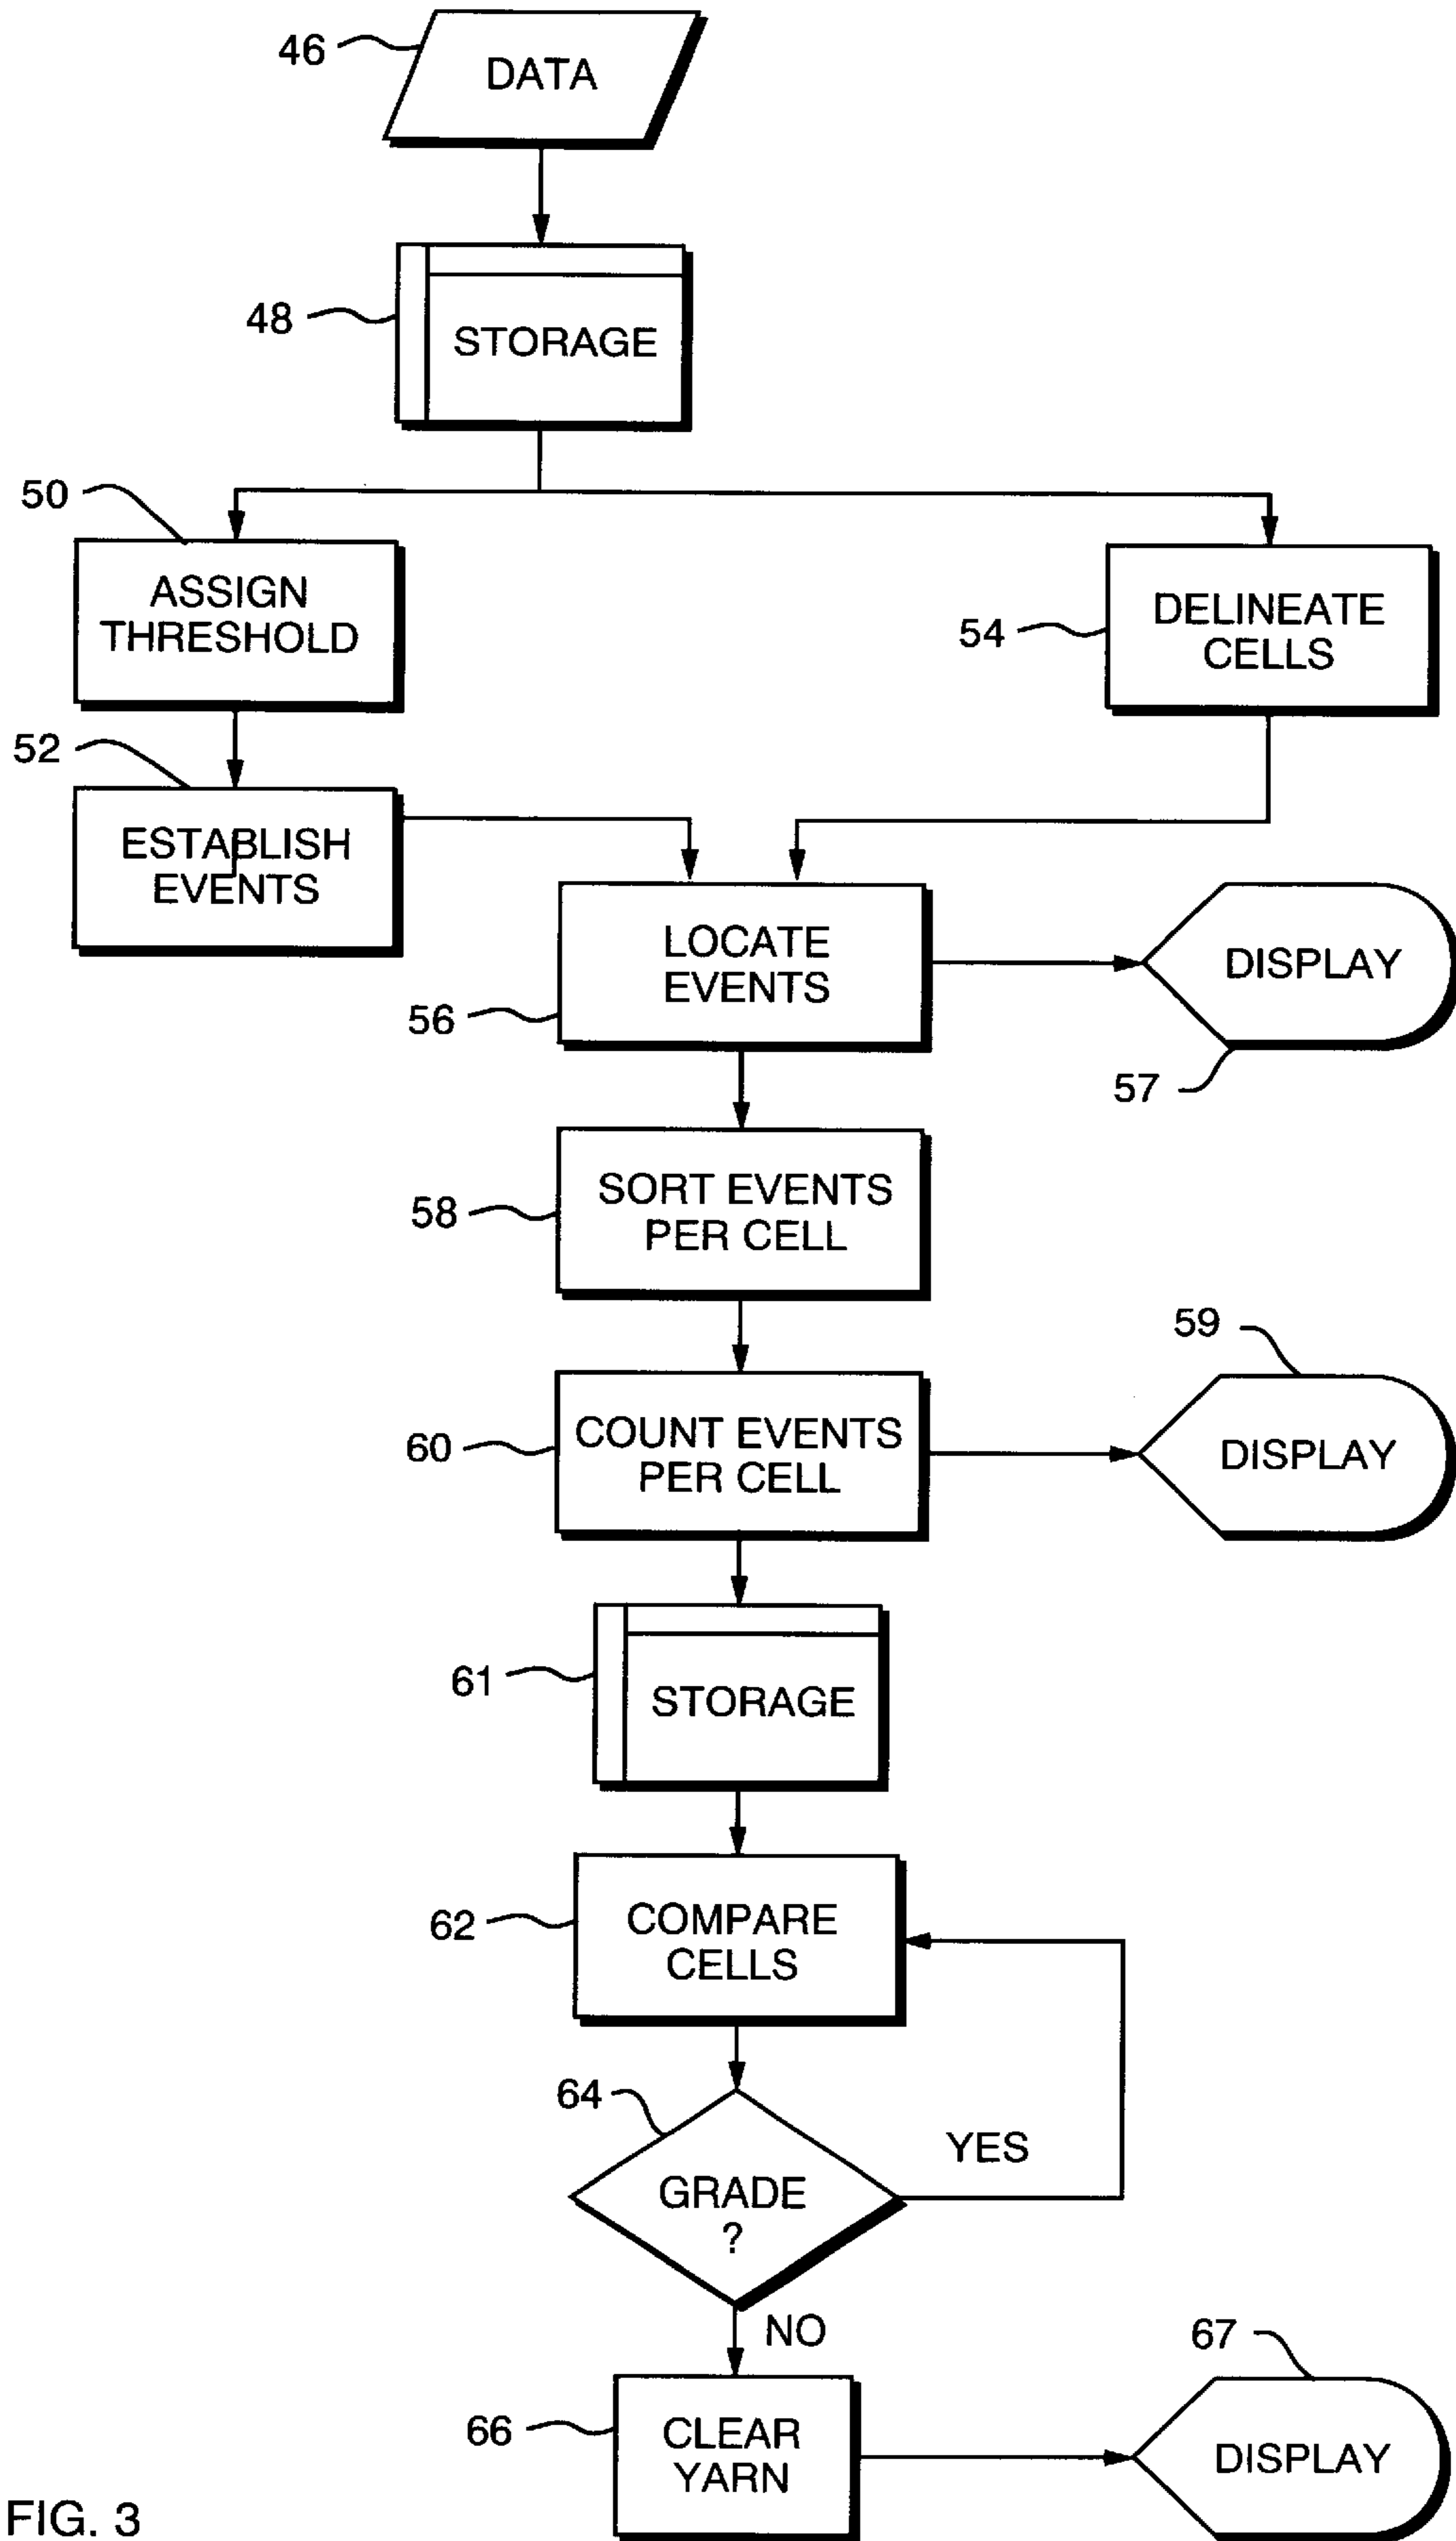 46
DATA
48
STORAGE
50
ASSIGN
THRESHOLD
54
DELINEATE
CELLS
52
ESTABLISH
EVENTS
LOCATE
EVENTS
56
DISPLAY
57
58
SORT EVENTS
PER CELL
59
60
COUNT EVENTS
PER CELL
DISPLAY
61
STORAGE
62
COMPARE
CELLS
64
YES
GRADE
?
NO
67
66
CLEAR
YARN
DISPLAY
FIG. 3